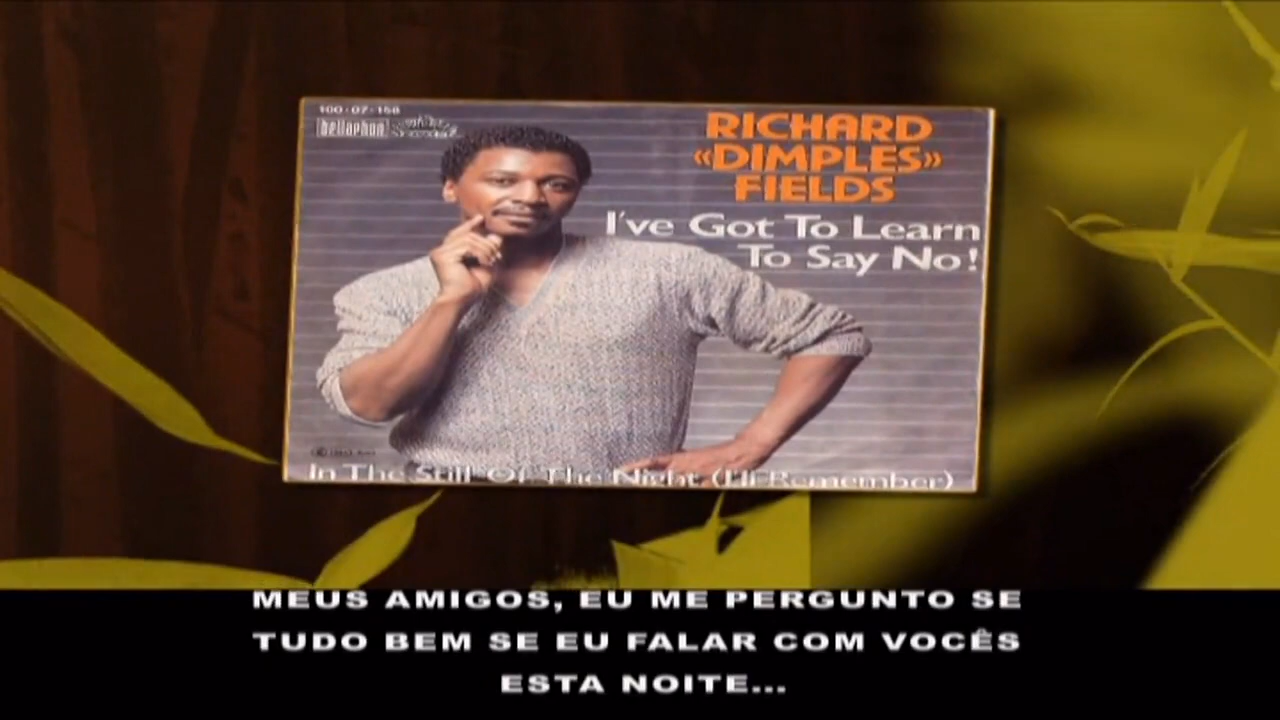 100·07·158
bellaphon
RICHARD
«DIMPLES»
FIELDS
I've Got To Learn
To Say No!
In The Still Of The Night (I'll Remember)
MEUS AMIGOS, EU ME PERGUNTO SE
TUDO BEM SE EU FALAR COM VOCÊS
ESTA NOITE...